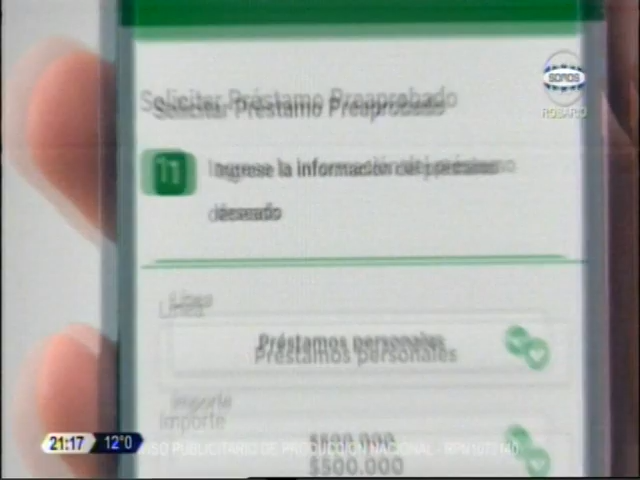 SOMOS
ROSARIO
Solicitar Préstamo Preaprobado
1
Ingrese la información del préstamo
deseado
Línea
Préstamos personales
Importe
$500.000
21:17 12°0
AVISO PUBLICITARIO DE PRODUCCIÓN NACIONAL -